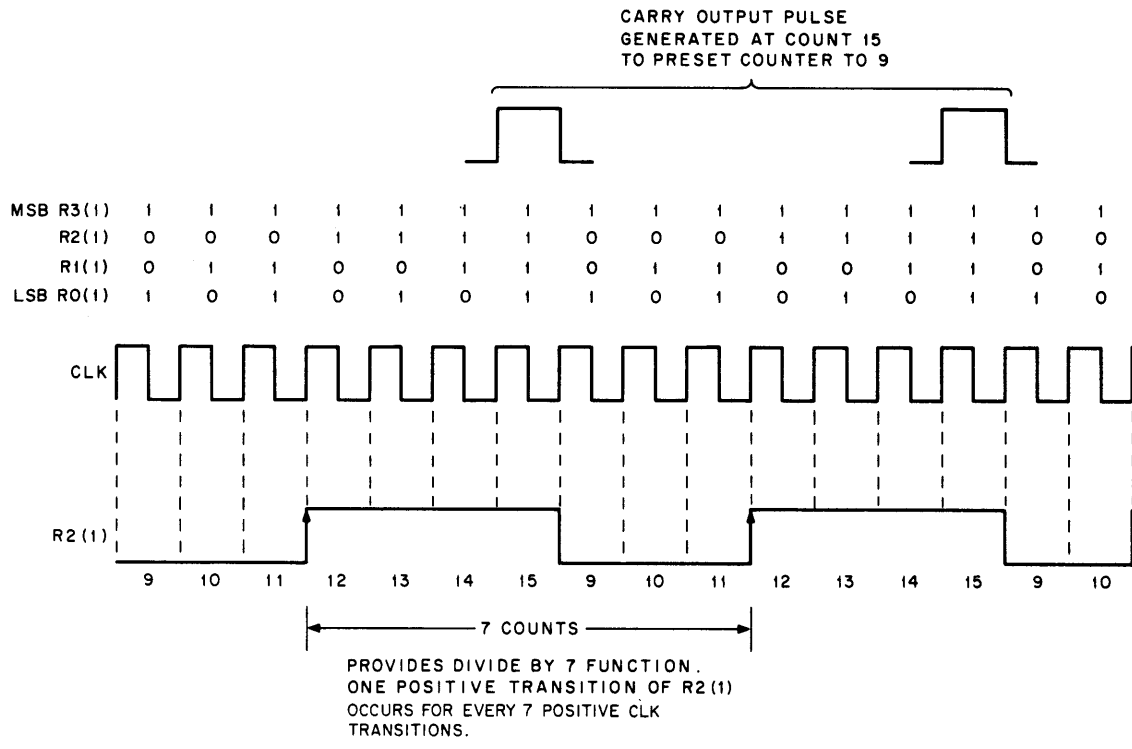 CARRY OUTPUT PULSE
GENERATED AT COUNT 15
TO PRESET COUNTER TO 9
MSB R3(1) 1 1 1 1 1 1 1 1 1 1 1 1 1 1 1 1
R2(1) 0 0 0 1 1 1 1 0 0 0 1 1 1 1 0 0
R1(1) 0 1 1 0 0 1 1 0 1 1 0 0 1 1 0 1
LSB R0(1) 1 0 1 0 1 0 1 1 0 1 0 1 0 1 1 0
CLK
R2(1)
9 10 11 12 13 14 15 9 10 11 12 13 14 15 9 10
7 COUNTS
PROVIDES DIVIDE BY 7 FUNCTION.
ONE POSITIVE TRANSITION OF R2(1)
OCCURS FOR EVERY 7 POSITIVE CLK
TRANSITIONS.